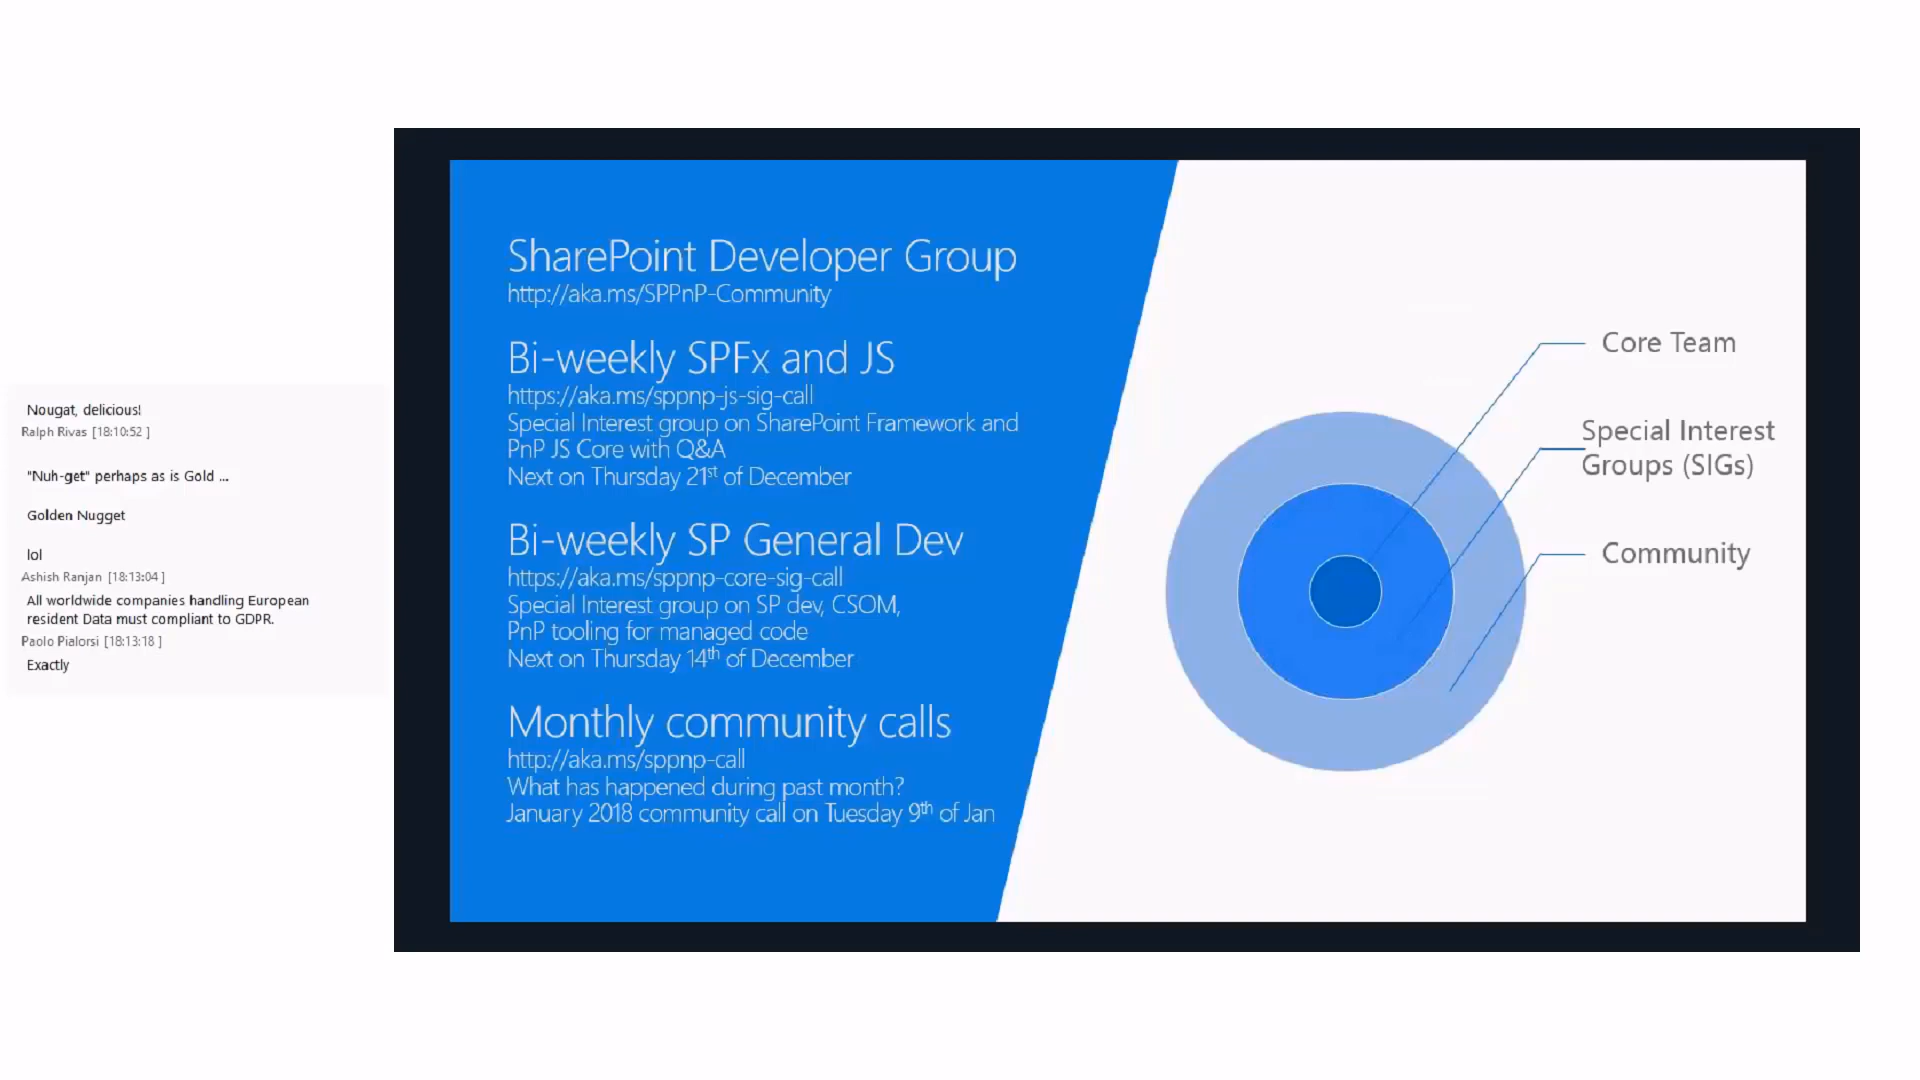 Nougat, delicious!
Ralph Rivas [18:10:52 ]
"Nuh-get" perhaps as is Gold ...
Golden Nugget
lol
Ashish Ranjan [18:13:04 ]
All worldwide companies handling European
resident Data must compliant to GDPR.
Paolo Pialorsi [18:13:18 ]
Exactly
SharePoint Developer Group
http://aka.ms/SPPnP-Community
Bi-weekly SPFx and JS
https://aka.ms/sppnp-js-sig-call
Special Interest group on SharePoint Framework and
PnP JS Core with Q&A
Next on Thursday 21st of December
Bi-weekly SP General Dev
https://aka.ms/sppnp-core-sig-call
Special Interest group on SP dev, CSOM,
PnP tooling for managed code
Next on Thursday 14th of December
Monthly community calls
http://aka.ms/sppnp-call
What has happened during past month?
January 2018 community call on Tuesday 9th of Jan
Core Team
Special Interest
Groups (SIGs)
Community